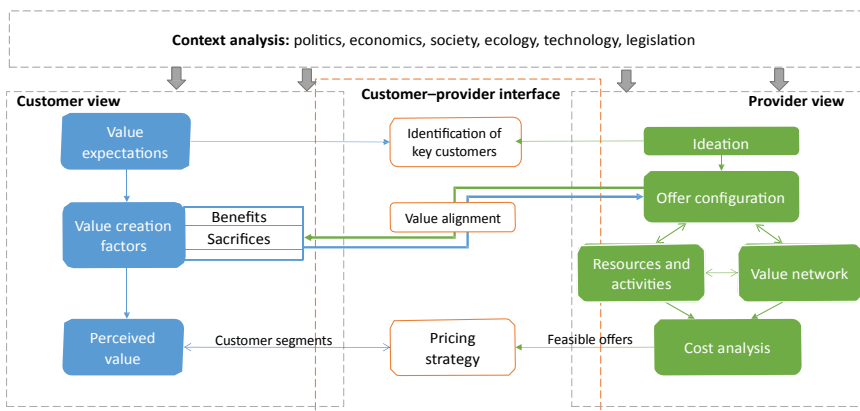 Context analysis: politics, economics, society, ecology, technology, legislation
Customer view
Customer–provider interface
Provider view
Value
expectations
Identification of
key customers
Ideation
Offer configuration
Value creation
factors
Benefits
Sacrifices
Value alignment
Resources and
activities
Value network
Perceived
value
Customer segments
Pricing
strategy
Feasible offers
Cost analysis